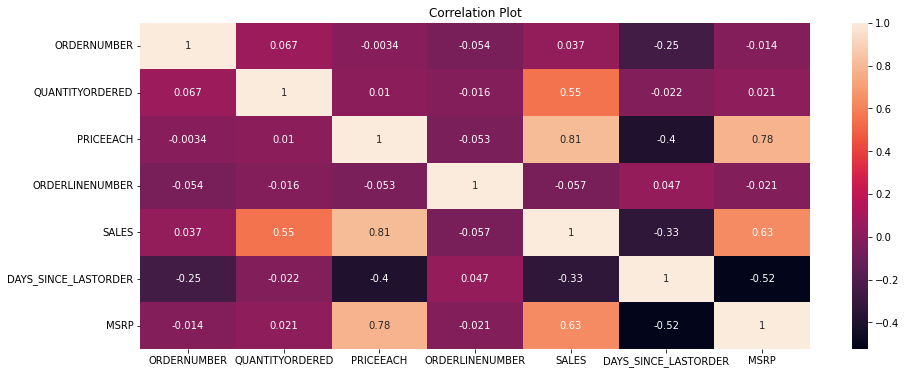 Correlation Plot
ORDERNUMBER 1 0.067 -0.0034 -0.054 0.037 -0.25 -0.014
QUANTITYORDERED 0.067 1 0.01 -0.016 0.55 -0.022 0.021
PRICEEACH -0.0034 0.01 1 -0.053 0.81 -0.4 0.78
ORDERLINENUMBER -0.054 -0.016 -0.053 1 -0.057 0.047 -0.021
SALES 0.037 0.55 0.81 -0.057 1 -0.33 0.63
DAYS_SINCE_LASTORDER -0.25 -0.022 -0.4 0.047 -0.33 1 -0.52
MSRP -0.014 0.021 0.78 -0.021 0.63 -0.52 1
ORDERNUMBER QUANTITYORDERED PRICEEACH ORDERLINENUMBER SALES DAYS_SINCE_LASTORDER MSRP
1.0
0.8
0.6
0.4
0.2
0.0
−0.2
−0.4